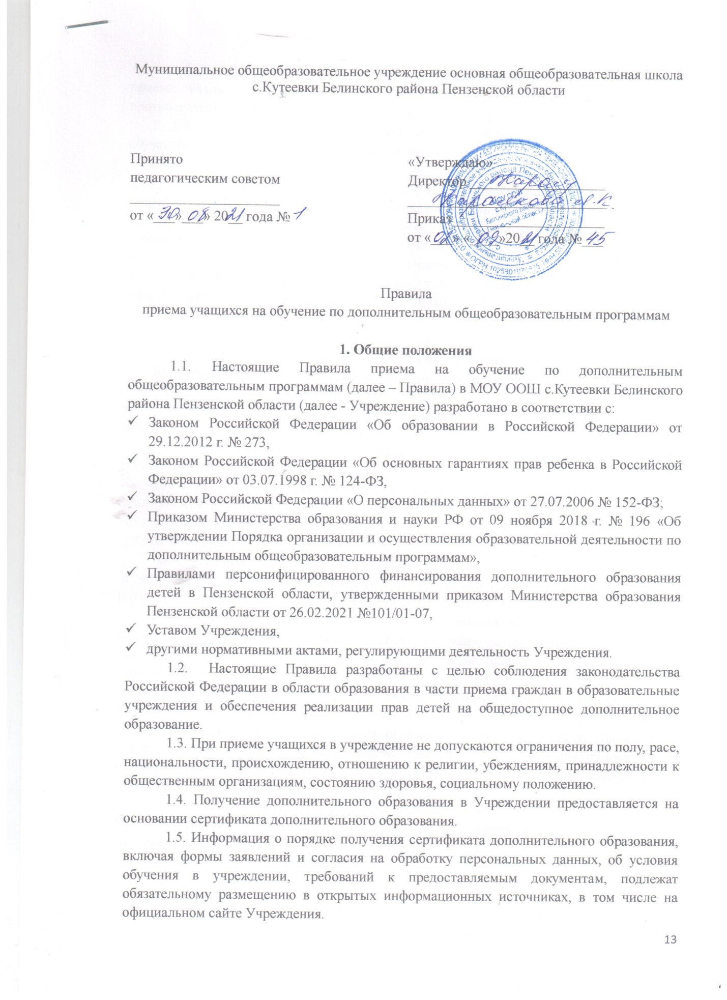 Муниципальное общеобразовательное учреждение основная общеобразовательная школа
с.Кутеевки Белинского района Пензенской области
Принято
педагогическим советом
от «30» 08» 2021 года № 1
«Утверждаю»
Директор
Приказ
от «02» «09»2021 года № 45
МОУ ООШ
с.Кутеевки
Белинского района
Пензенской области
Правила
приема учащихся на обучение по дополнительным общеобразовательным программам
1. Общие положения
1.1. Настоящие Правила приема на обучение по дополнительным
общеобразовательным программам (далее – Правила) в МОУ ООШ с.Кутеевки Белинского
района Пензенской области (далее - Учреждение) разработано в соответствии с:
✓ Законом Российской Федерации «Об образовании в Российской Федерации» от
29.12.2012 г. № 273,
✓ Законом Российской Федерации «Об основных гарантиях прав ребенка в Российской
Федерации» от 03.07.1998 г. № 124-ФЗ,
✓ Законом Российской Федерации «О персональных данных» от 27.07.2006 № 152-ФЗ;
✓ Приказом Министерства образования и науки РФ от 09 ноября 2018 г. № 196 «Об
утверждении Порядка организации и осуществления образовательной деятельности по
дополнительным общеобразовательным программам»,
✓ Правилами персонифицированного финансирования дополнительного образования
детей в Пензенской области, утвержденными приказом Министерства образования
Пензенской области от 26.02.2021 №101/01-07,
✓ Уставом Учреждения,
✓ другими нормативными актами, регулирующими деятельность Учреждения.
1.2. Настоящие Правила разработаны с целью соблюдения законодательства
Российской Федерации в области образования в части приема граждан в образовательные
учреждения и обеспечения реализации прав детей на общедоступное дополнительное
образование.
1.3. При приеме учащихся в учреждение не допускаются ограничения по полу, расе,
национальности, происхождению, отношению к религии, убеждениям, принадлежности к
общественным организациям, состоянию здоровья, социальному положению.
1.4. Получение дополнительного образования в Учреждении предоставляется на
основании сертификата дополнительного образования.
1.5. Информация о порядке получения сертификата дополнительного образования,
включая формы заявлений и согласия на обработку персональных данных, об условия
обучения в учреждении, требований к предоставляемым документам, подлежат
обязательному размещению в открытых информационных источниках, в том числе на
официальном сайте Учреждения.
13